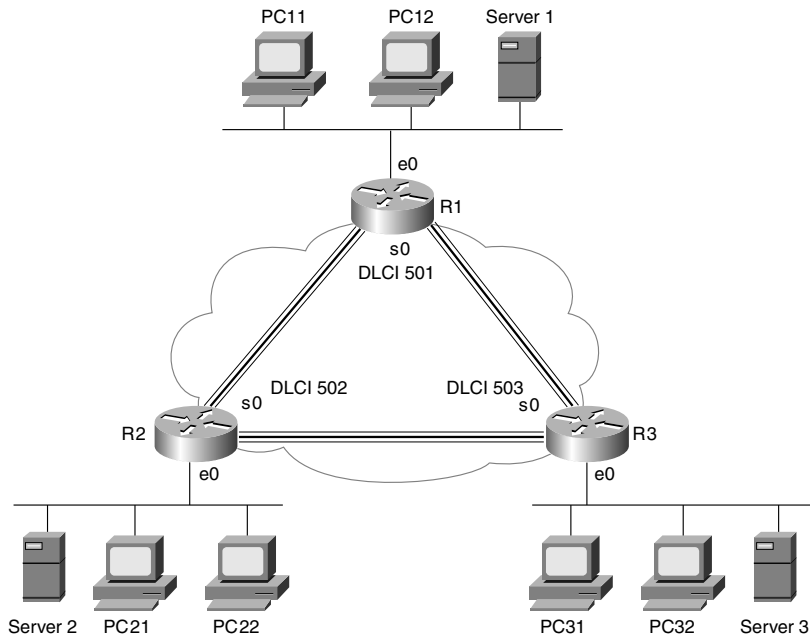 PC11 PC12 Server 1
e0
R1
s0
DLCI 501
DLCI 502 DLCI 503
s0 s0
R2 R3
e0 e0
Server 2 PC21 PC22 PC31 PC32 Server 3